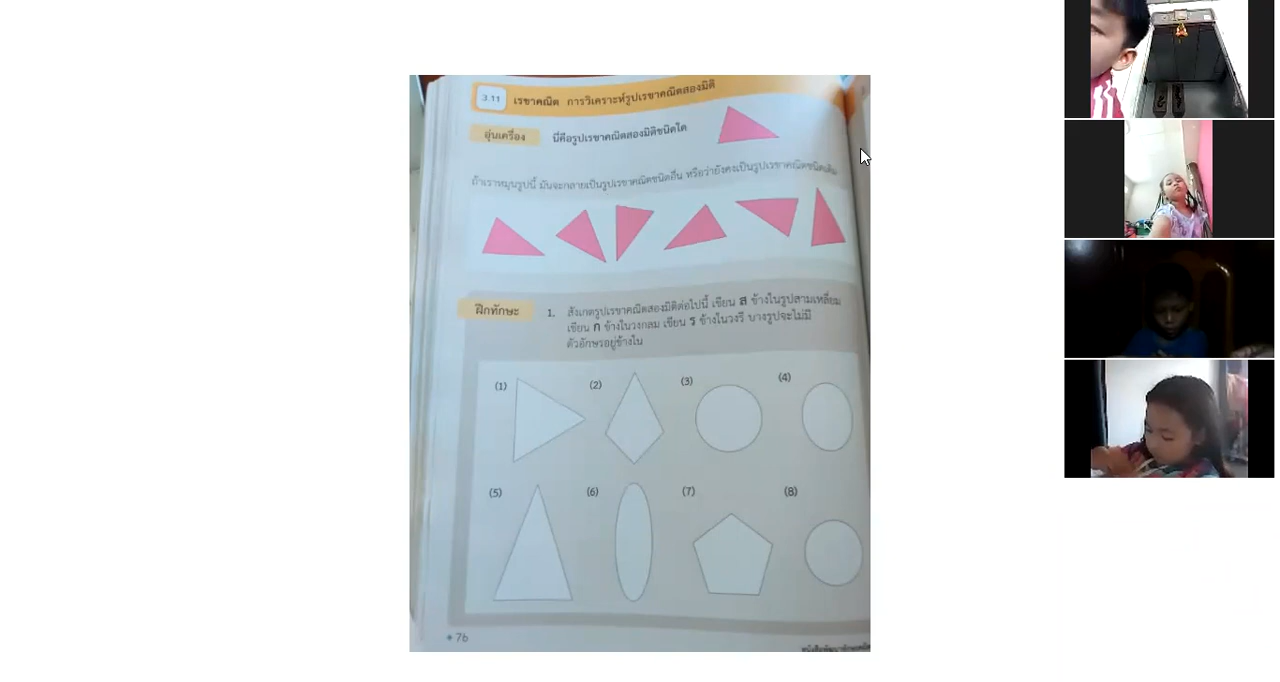 3.11 เรขาคณิต การวิเคราะห์รูปเรขาคณิตสองมิติ
อุ่นเครื่อง นี่คือรูปเรขาคณิตสองมิติชนิดใด
ถ้าเราหมุนรูปนี้ มันจะกลายเป็นรูปเรขาคณิตชนิดอื่น หรือว่ายังคงเป็นรูปเรขาคณิตชนิดเดิม
ฝึกทักษะ 1. สังเกตรูปเรขาคณิตสองมิติต่อไปนี้ เขียน ส ข้างในรูปสามเหลี่ยม
เขียน ก ข้างในวงกลม เขียน ร ข้างในวงรี บางรูปจะไม่มี
ตัวอักษรอยู่ข้างใน
(1) (2) (3) (4)
(5) (6) (7) (8)
76